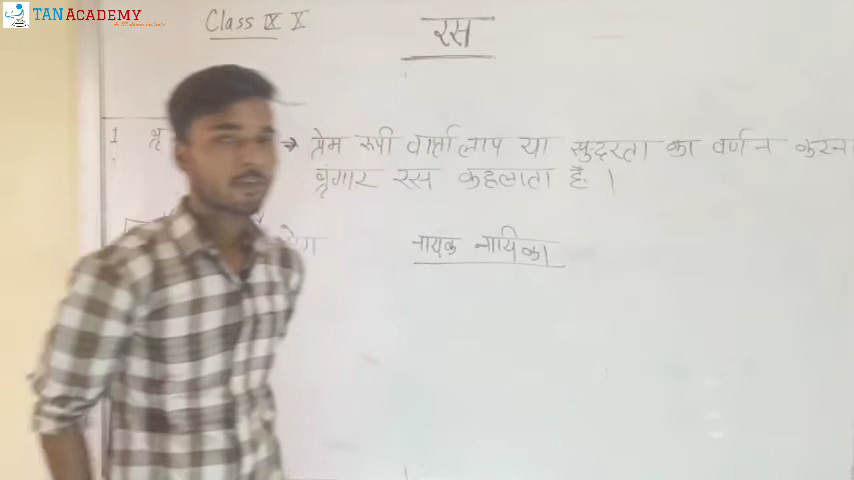 TAN ACADEMY
Class IX X
रस
1 → प्रेम रूपी वार्त्तालाप या सुदरता का वर्णन करना
श्रृंगार रस कहलाता है ।
नायक नायिका